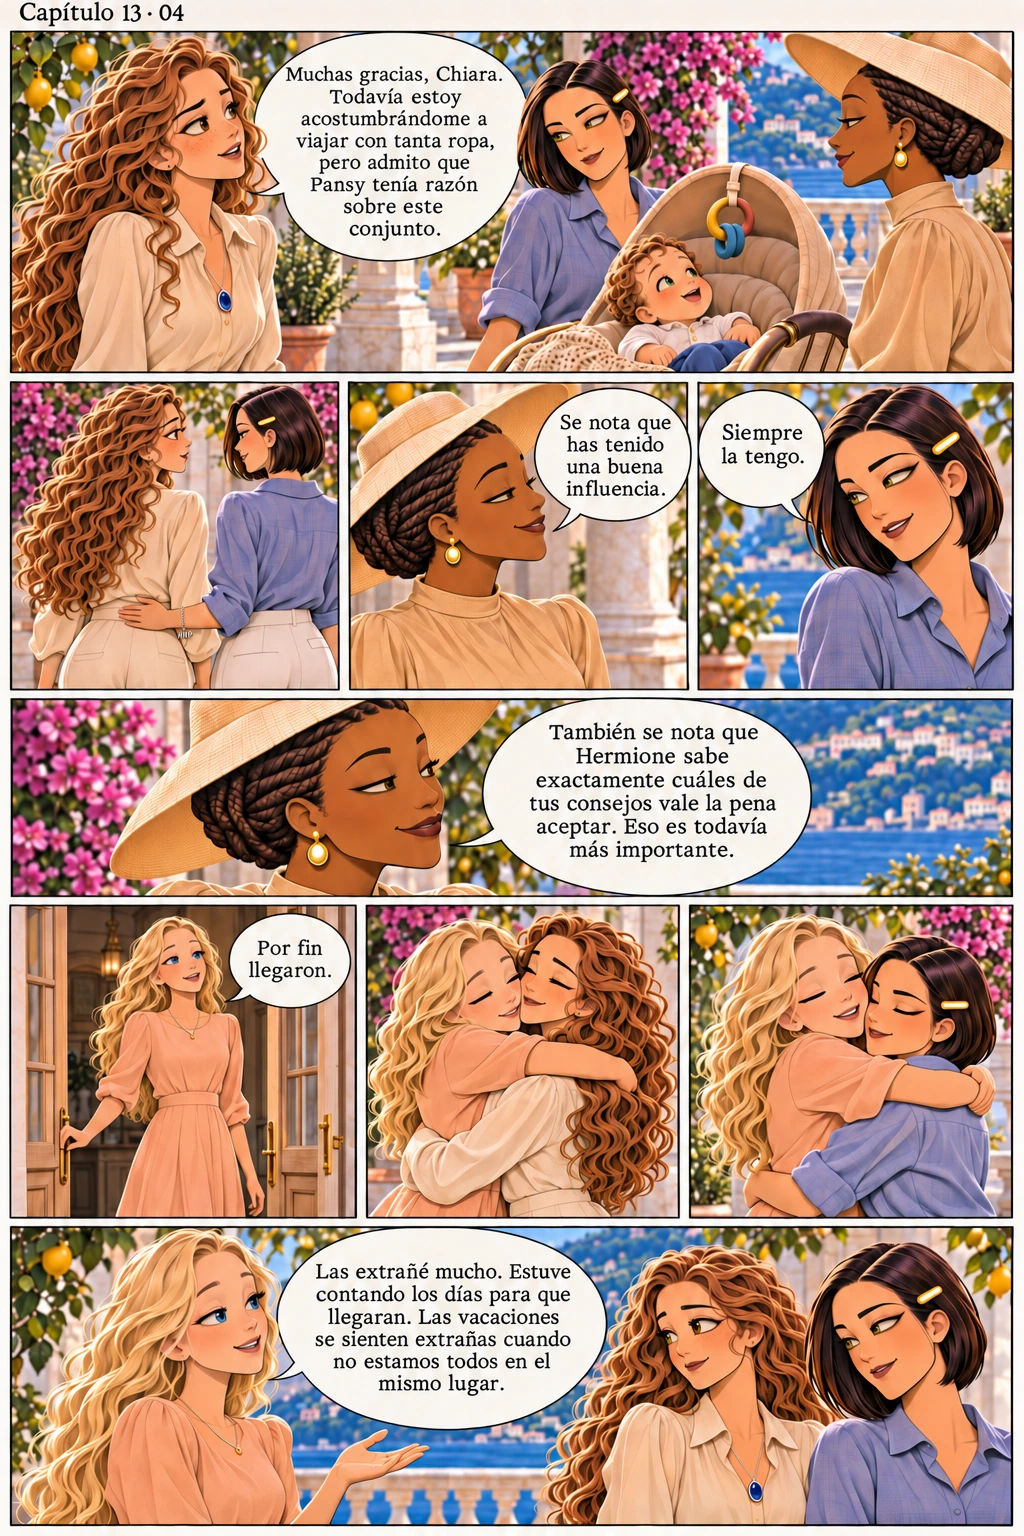 Capítulo 13 · 04
Muchas gracias, Chiara.
Todavía estoy
acostumbrándome a
viajar con tanta ropa,
pero admito que
Pansy tenía razón
sobre este
conjunto.
Se nota que
has tenido
una buena
influencia.
Siempre
la tengo.
También se nota que
Hermione sabe
exactamente cuáles de
tus consejos vale la pena
aceptar. Eso es todavía
más importante.
Por fin
llegaron.
Las extrañé mucho. Estuve
contando los días para que
llegaran. Las vacaciones
se sienten extrañas cuando
no estamos todos en el
mismo lugar.